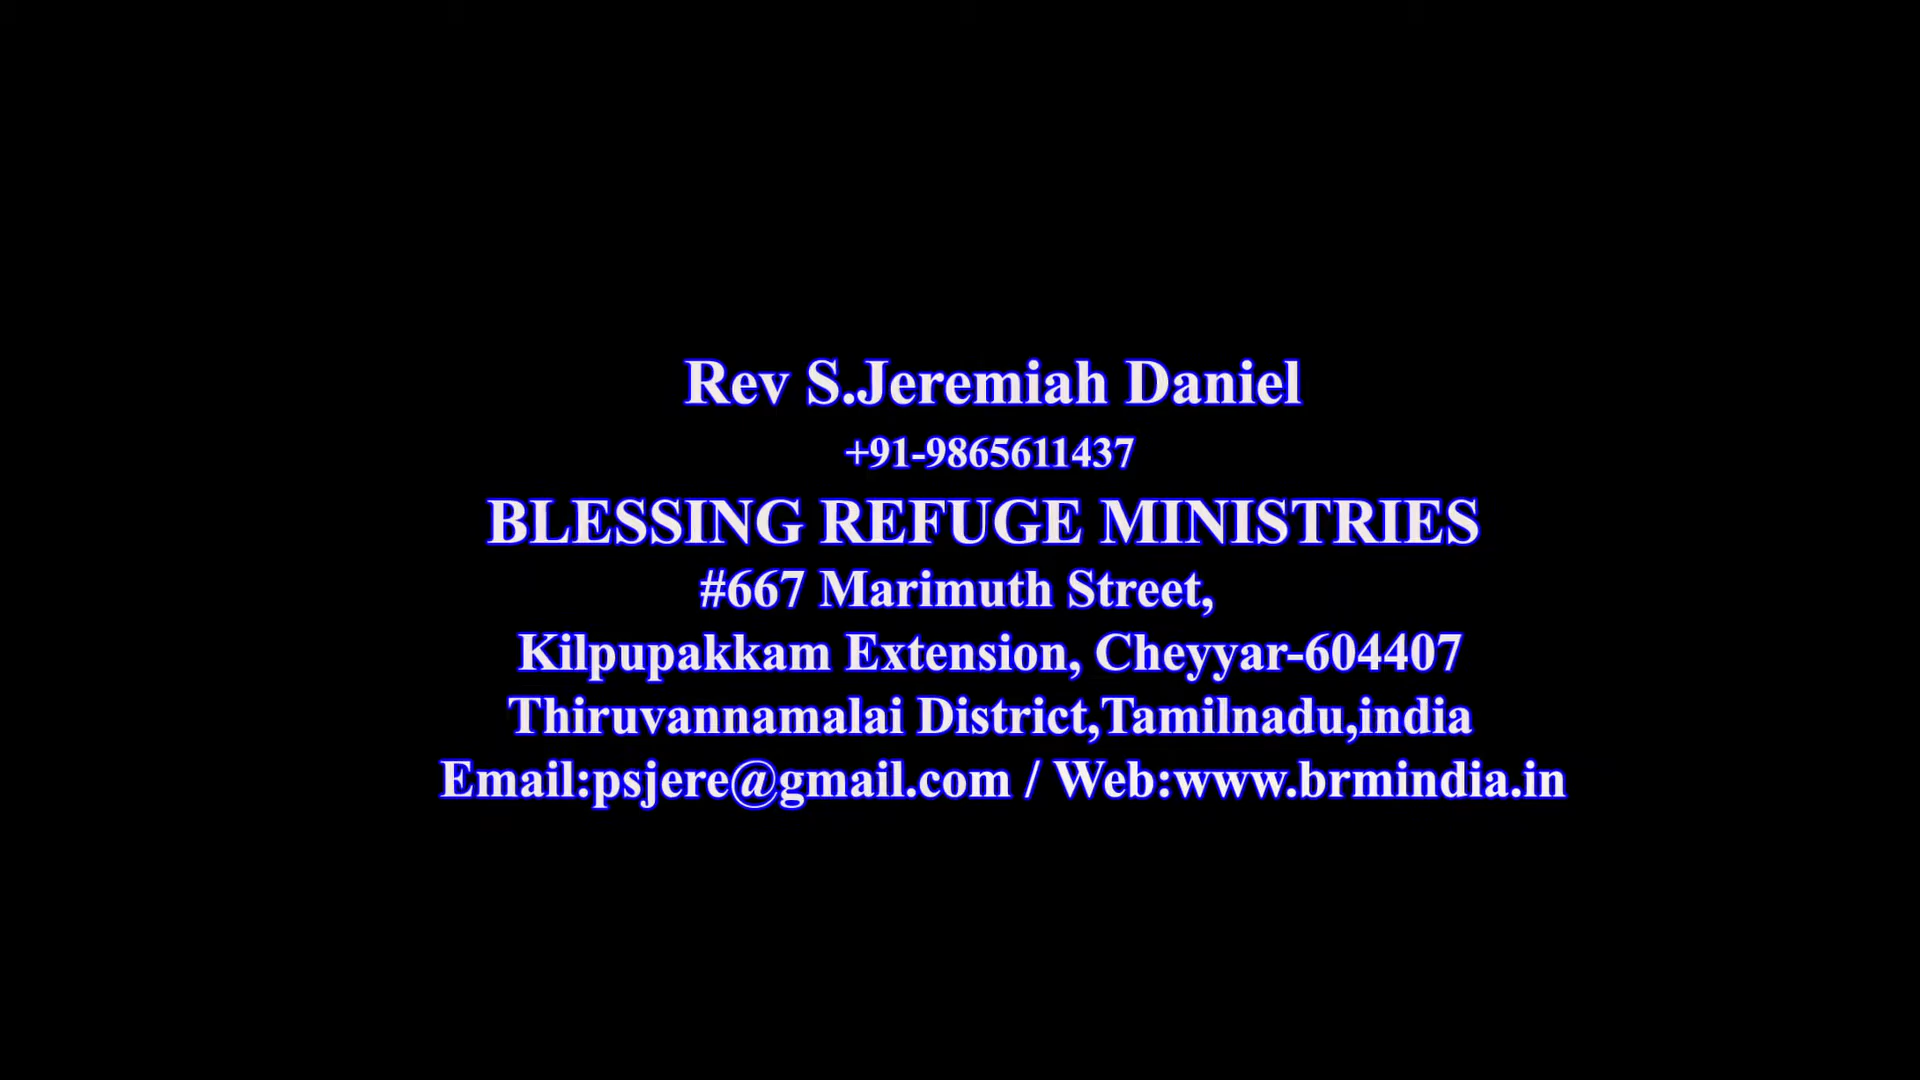 Rev S.Jeremiah Daniel
+91-9865611437
BLESSING REFUGE MINISTRIES
#667 Marimuth Street,
Kilpupakkam Extension, Cheyyar-604407
Thiruvannamalai District,Tamilnadu,india
Email:psjere@gmail.com / Web:www.brmindia.in